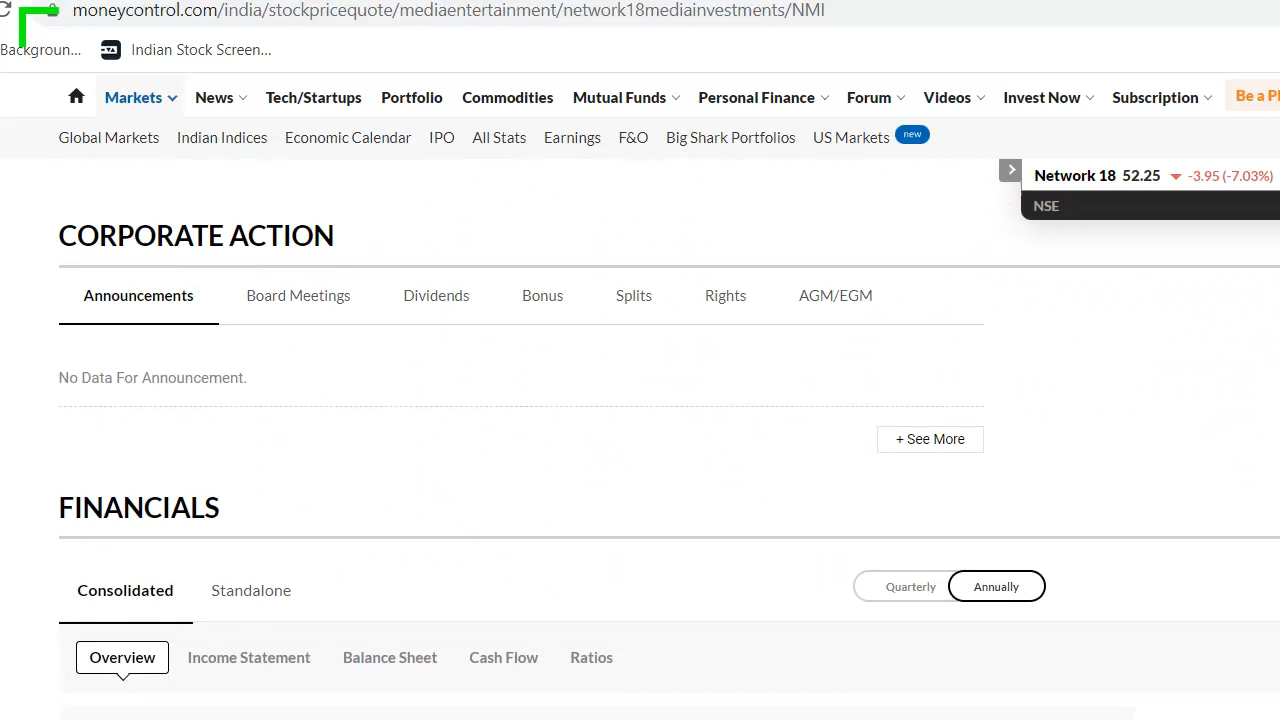 moneycontrol.com/india/stockpricequote/mediaentertainment/network18mediainvestments/NMI
Backgroun... Indian Stock Screen...
Markets News Tech/Startups Portfolio Commodities Mutual Funds Personal Finance Forum Videos Invest Now Subscription Be a P
Global Markets Indian Indices Economic Calendar IPO All Stats Earnings F&O Big Shark Portfolios US Markets new
Network 18 52.25 -3.95 (-7.03%)
NSE
CORPORATE ACTION
Announcements Board Meetings Dividends Bonus Splits Rights AGM/EGM
No Data For Announcement.
+ See More
FINANCIALS
Consolidated Standalone Quarterly Annually
Overview Income Statement Balance Sheet Cash Flow Ratios